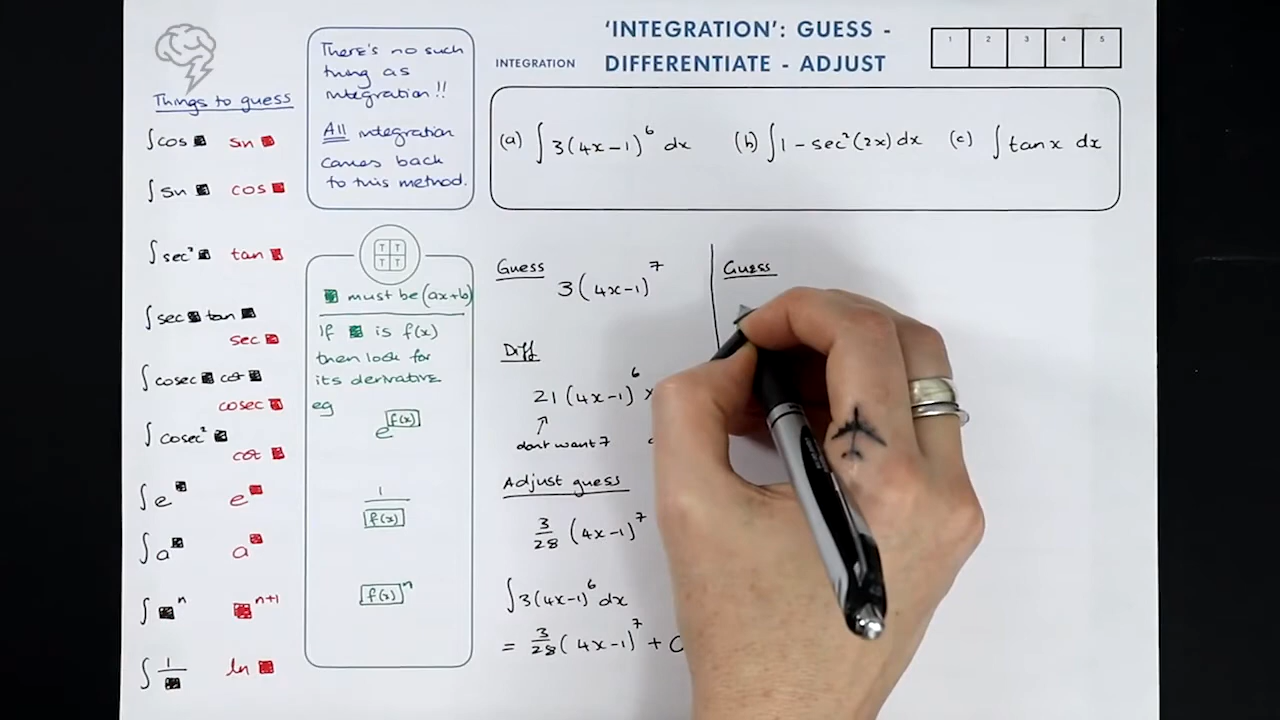 'INTEGRATION': GUESS -
INTEGRATION
DIFFERENTIATE - ADJUST
1 2 3 4 5
Things to guess
∫cos ■ sin ■
∫sin ■ cos ■
∫sec² ■ tan ■
∫sec ■ tan ■
sec ■
∫cosec ■ cot ■
cosec ■
∫cosec² ■
cot ■
∫e^■ e^■
∫a^■ a^■
∫■^n ■^(n+1)
∫1/■ ln ■
There's no such
thing as
integration!!
All integration
comes back
to this method.
T T
T T
■ must be (ax+b)
If ■ is f(x)
then look for
its derivative
eg
e^f(x)
1/f(x)
f(x)^n
(a) ∫3(4x-1)^6 dx (b) ∫1-sec²(2x) dx (c) ∫tan x dx
Guess
3(4x-1)^7
Diff
21(4x-1)^6 x
↑
don't want 7
Adjust guess
3/28 (4x-1)^7
∫3(4x-1)^6 dx
= 3/28 (4x-1)^7 + C
Guess